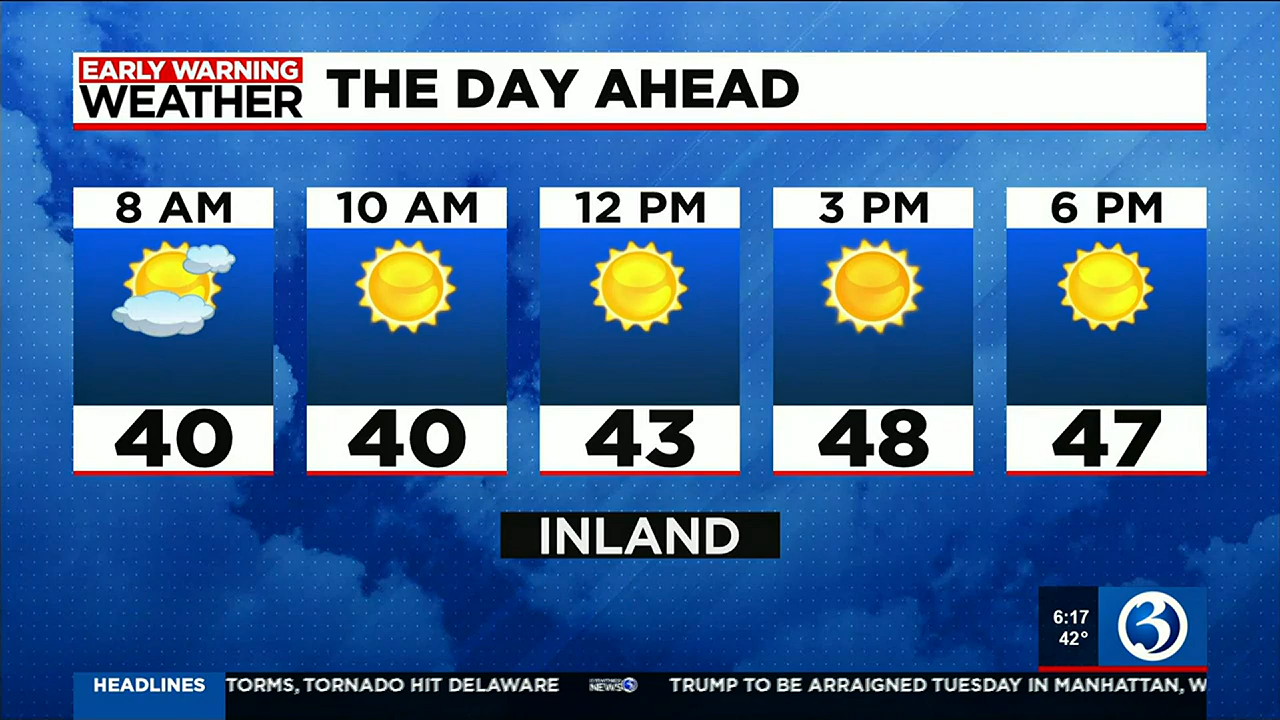 EARLY WARNING
WEATHER
THE DAY AHEAD
8 AM
10 AM
12 PM
3 PM
6 PM
40
40
43
48
47
INLAND
6:17
42°
3
HEADLINES
TORMS, TORNADO HIT DELAWARE
NEWS 3
TRUMP TO BE ARRAIGNED TUESDAY IN MANHATTAN, W